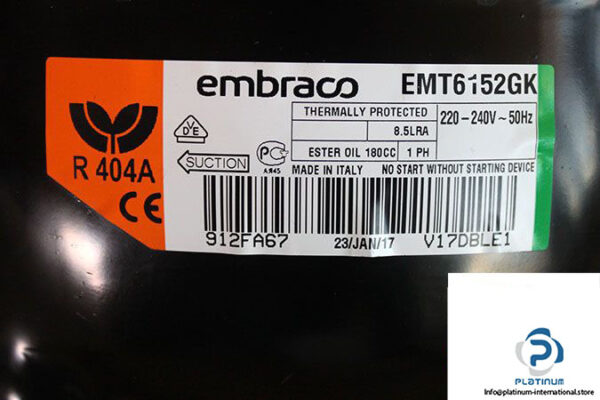 embraco EMT6152GK
THERMALLY PROTECTED
220-240V~50Hz
8.5LRA
ESTER OIL 180CC 1 PH
VDE
SUCTION
R 404A
CE
MADE IN ITALY NO START WITHOUT STARTING DEVICE
912FA67 23/JAN/17 V17DBLE1
PLATINUM
Info@platinum-international.store